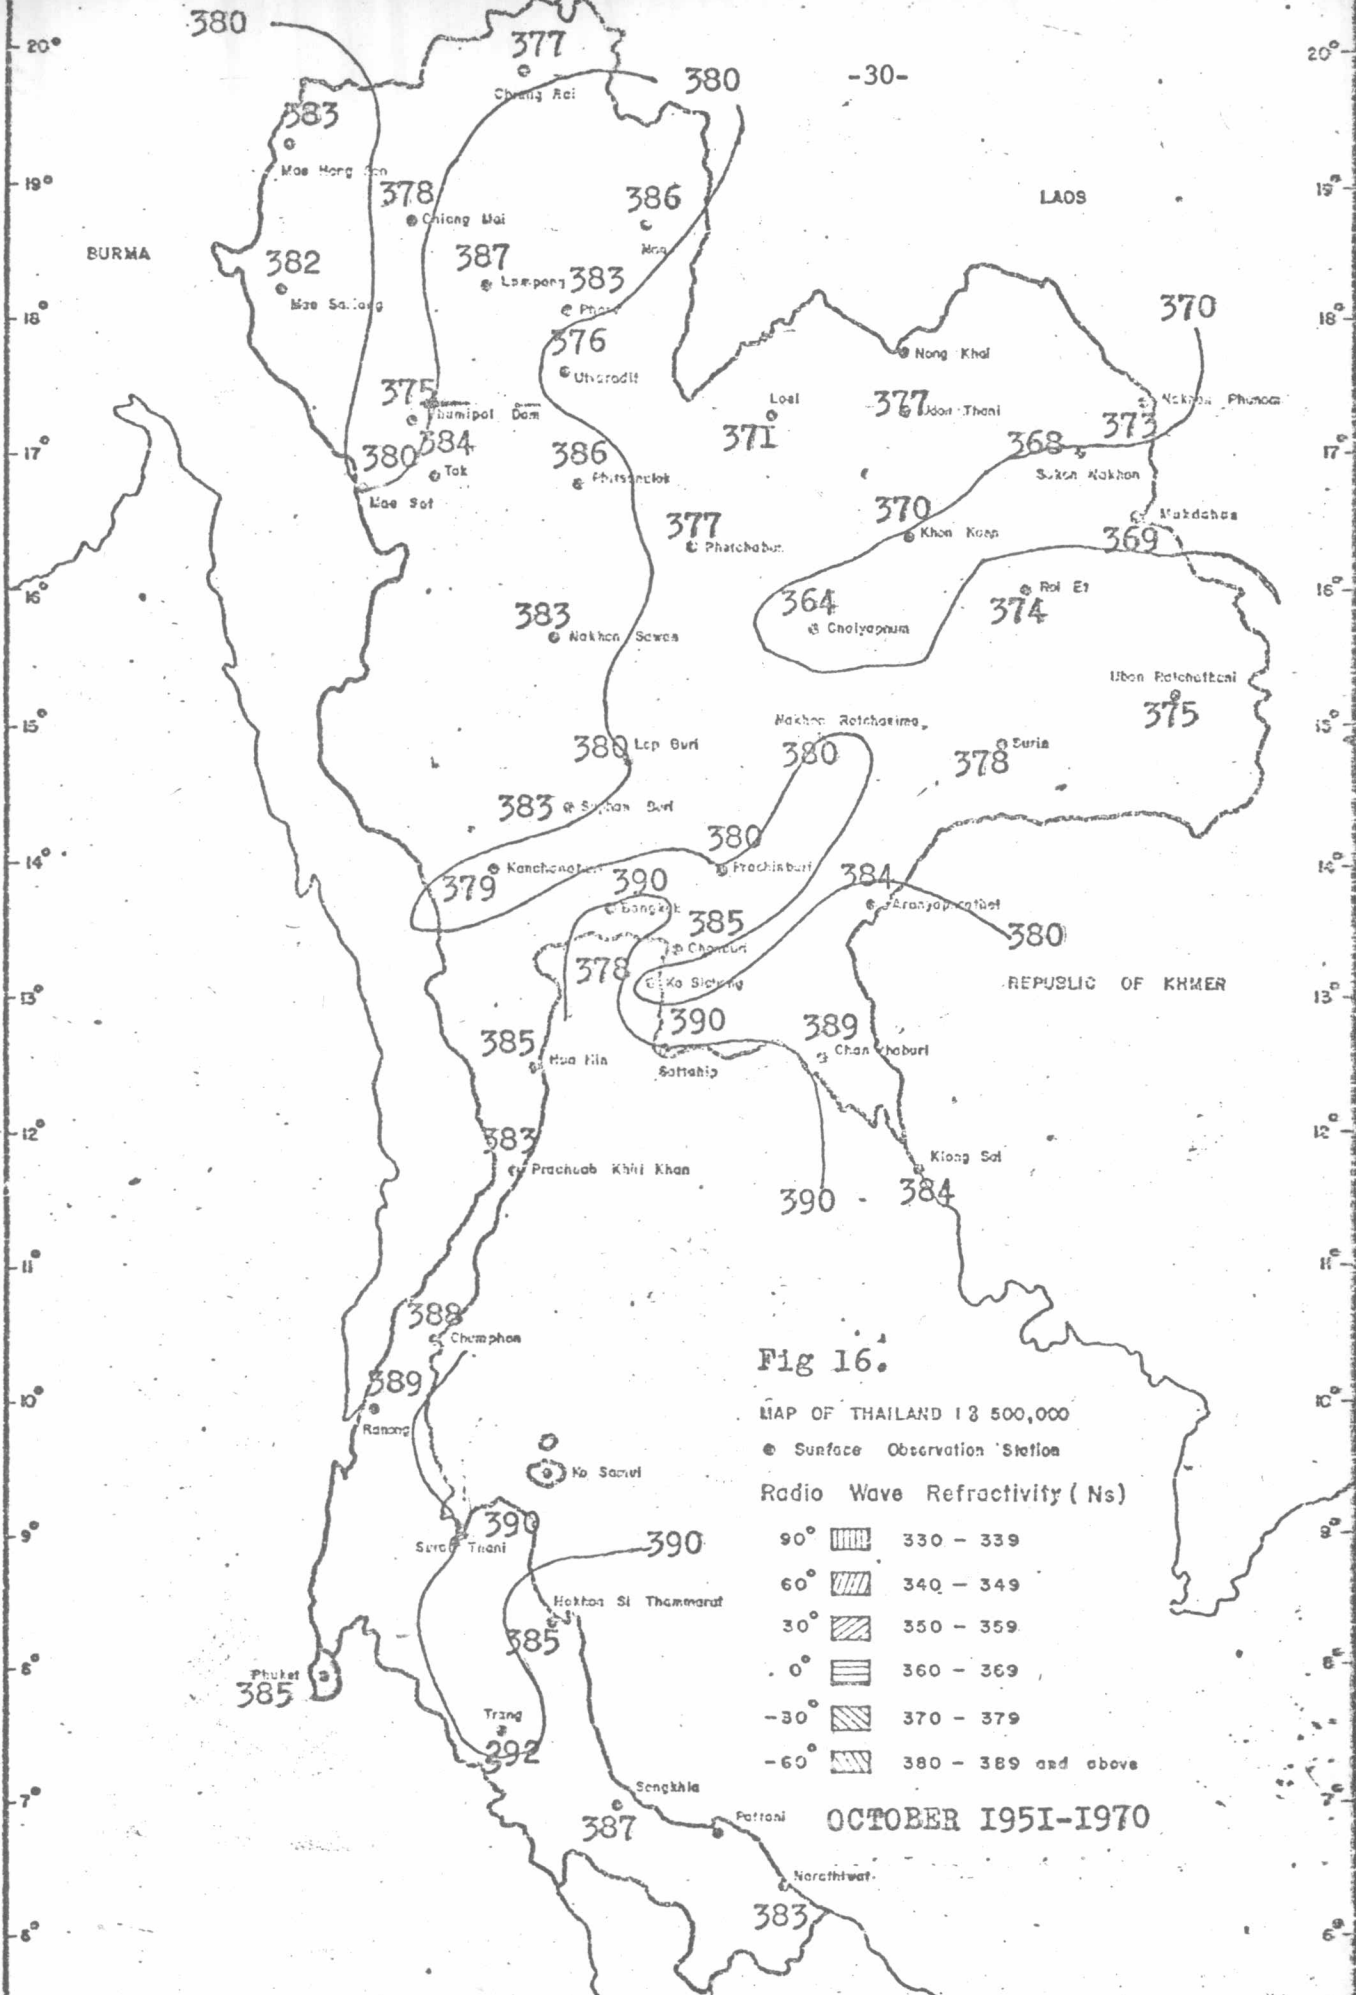 380
20°
377
380
-30-
20°
Chiang Rai
383
Mae Hong Son
19°
378
386
LAOS
19°
Chiang Mai
BURMA
382
387
Lampang
383
Nan
Mae Sariang
Phrae
370
18°
376
18°
Nong Khai
Uttaradit
375
Bhumipol Dam
Loei
371
377
Udon Thani
Nakhon Phanom
373
17°
380
384
Tak
386
Phitsanulok
368
Sakon Nakhon
17°
Mae Sot
377
Phetchabun
370
Khon Kaen
Mukdahan
369
16°
383
Nakhon Sawan
364
Chaiyaphum
Roi Et
374
16°
Ubon Ratchathani
375
15°
Nakhon Ratchasima
15°
380
Lop Buri
380
378
Surin
383
Suphan Buri
380
14°
Kanchanaburi
Prachinburi
14°
379
390
384
Bangkok
385
Aranyaprathet
Chonburi
380
378
Ko Sichang
REPUBLIC OF KHMER
13°
13°
390
389
385
Hua Hin
Chanthaburi
Sattahip
12°
383
12°
Prachuab Khiri Khan
Klong Yai
390
384
11°
11°
388
Chumphon
Fig 16.
389
10°
10°
Ranong
MAP OF THAILAND 1:3 500,000
Surface Observation Station
Ko Samui
Radio Wave Refractivity (Ns)
390
9°
90° 330 - 339
9°
Surat Thani
390
60° 340 - 349
Nakhon Si Thammarat
30° 350 - 359
385
8°
Phuket
0° 360 - 369
8°
385
Trang
-30° 370 - 379
292
-60° 380 - 389 and above
Songkhla
7°
387
Pattani
OCTOBER 1951-1970
7°
Narathiwat
383
6°
6°